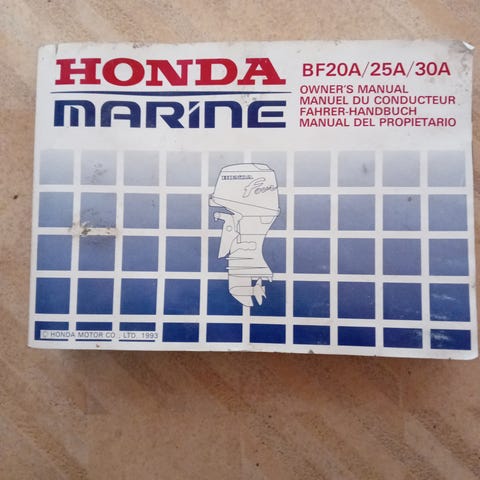 HONDA
MARINE
BF20A/25A/30A
OWNER'S MANUAL
MANUEL DU CONDUCTEUR
FAHRER-HANDBUCH
MANUAL DEL PROPIETARIO
HONDA
Four
© HONDA MOTOR CO., LTD. 1993